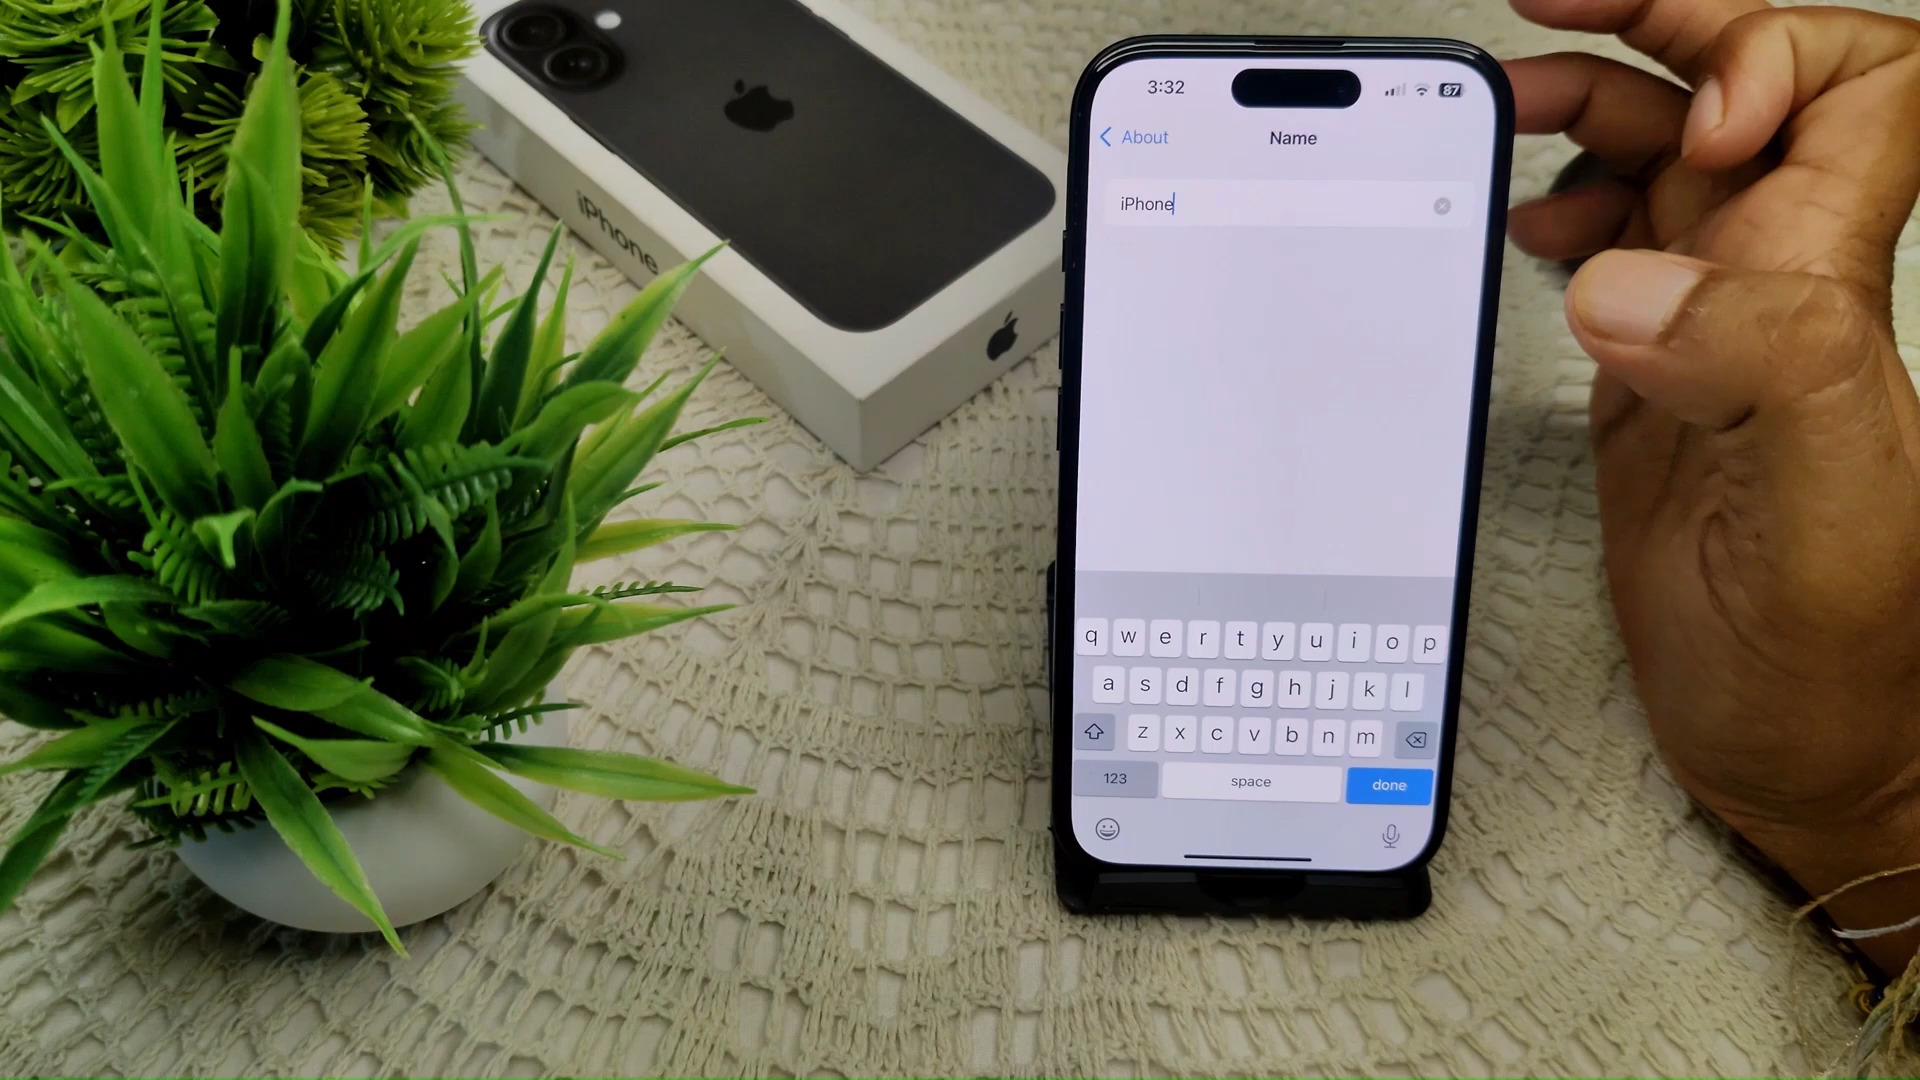 iPhone
3:32
87
About
Name
iPhone
q w e r t y u i o p
a s d f g h j k l
z x c v b n m
123 space done